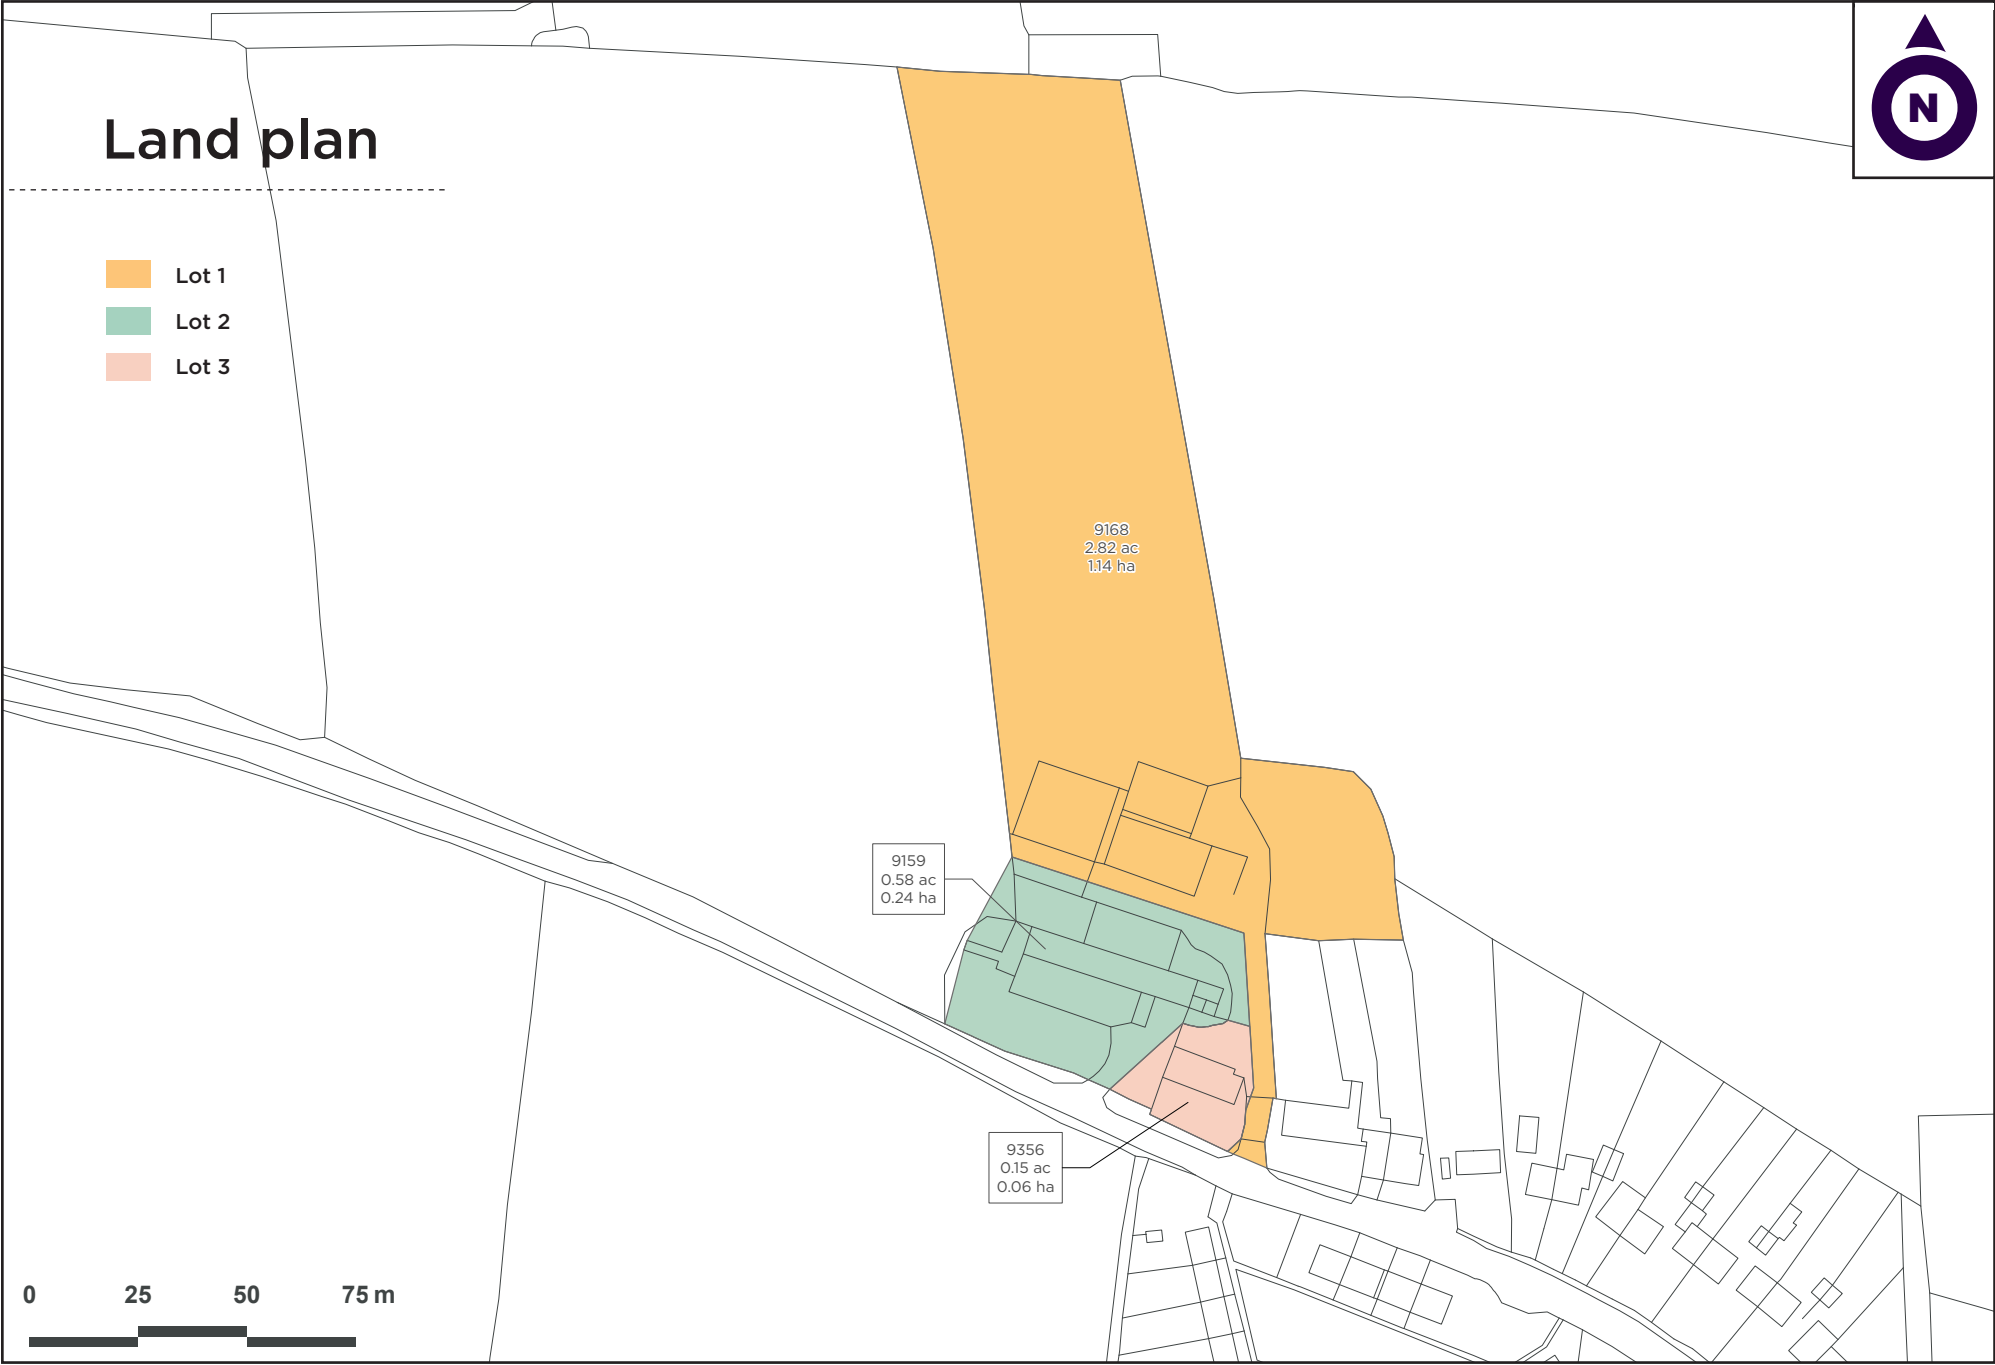 Land plan
N
Lot 1
Lot 2
Lot 3
9168
2.82 ac
1.14 ha
9159
0.58 ac
0.24 ha
9356
0.15 ac
0.06 ha
0 25 50 75 m